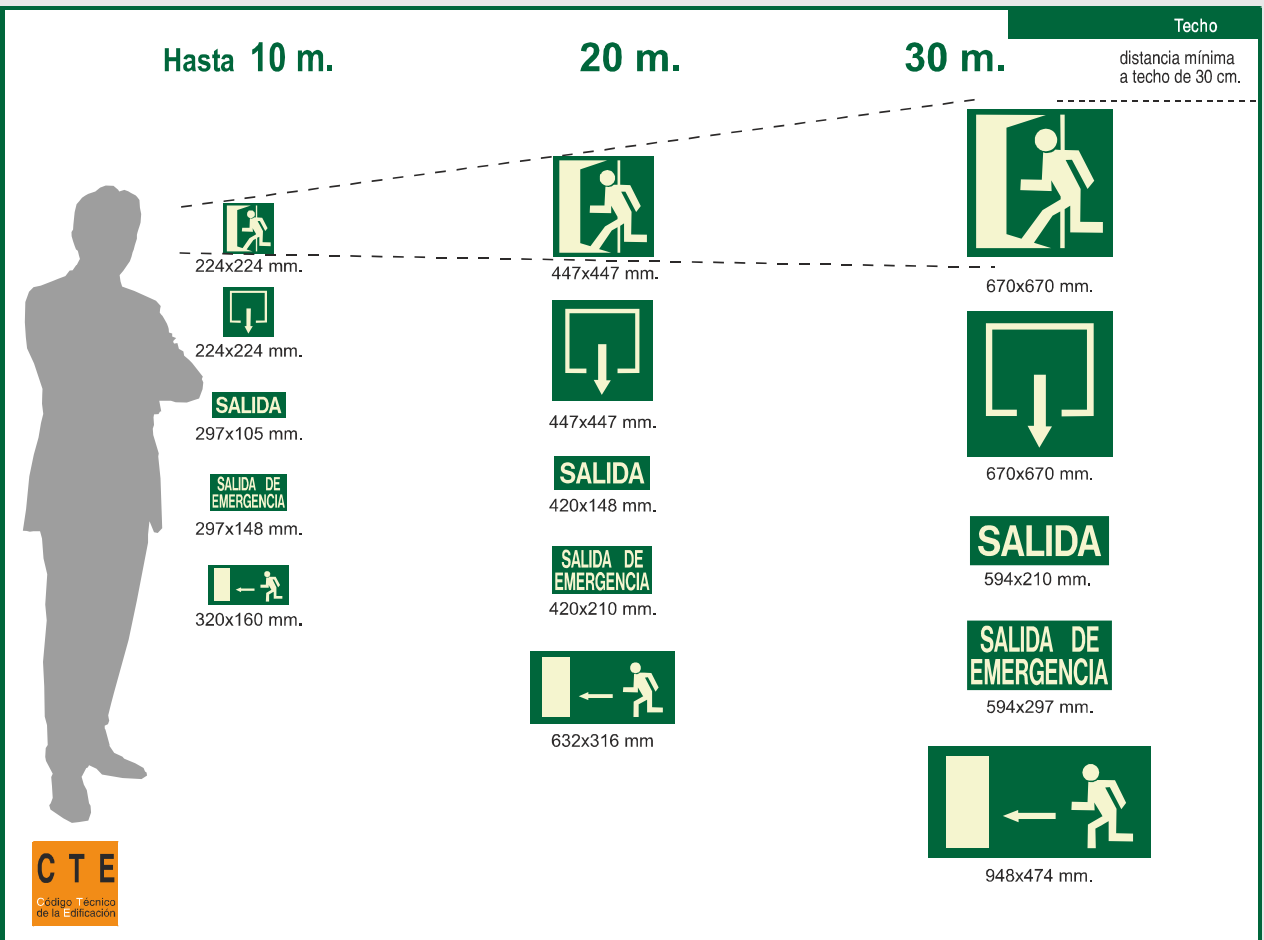 Techo
Hasta 10 m.
20 m.
30 m.
distancia mínima
a techo de 30 cm.
224x224 mm.
224x224 mm.
SALIDA
297x105 mm.
SALIDA DE
EMERGENCIA
297x148 mm.
320x160 mm.
447x447 mm.
447x447 mm.
SALIDA
420x148 mm.
SALIDA DE
EMERGENCIA
420x210 mm.
632x316 mm
670x670 mm.
670x670 mm.
SALIDA
594x210 mm.
SALIDA DE
EMERGENCIA
594x297 mm.
948x474 mm.
C T E
Código Técnico
de la Edificación